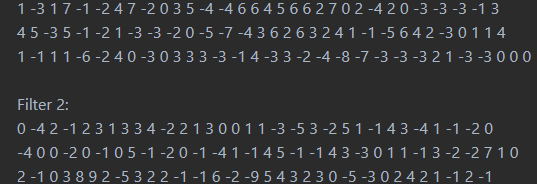 1 -3 1 7 -1 -2 4 7 -2 0 3 5 -4 -4 6 6 4 5 6 6 2 7 0 2 -4 2 0 -3 -3 -3 -1 3
4 5 -3 5 -1 -2 1 -3 -3 -2 0 -5 -7 -4 3 6 2 6 3 2 4 1 -1 -5 6 4 2 -3 0 1 1 4
1 -1 1 1 -6 -2 4 0 -3 0 3 3 3 -3 -1 4 -3 3 -2 -4 -8 -7 -3 -3 -3 2 1 -3 -3 0 0 0
Filter 2:
0 -4 2 -1 2 3 1 3 3 4 -2 2 1 3 0 0 1 1 -3 -5 3 -2 5 1 -1 4 3 -4 1 -1 -2 0
-4 0 0 -2 0 -1 0 5 -1 -2 0 -1 -4 1 -1 4 5 -1 -1 4 3 -3 0 1 1 -1 3 -2 -2 7 1 0
2 -1 0 3 8 9 2 -5 3 2 2 -1 -1 6 -2 -9 5 4 3 2 3 0 -5 -3 0 2 4 2 1 -1 2 -1